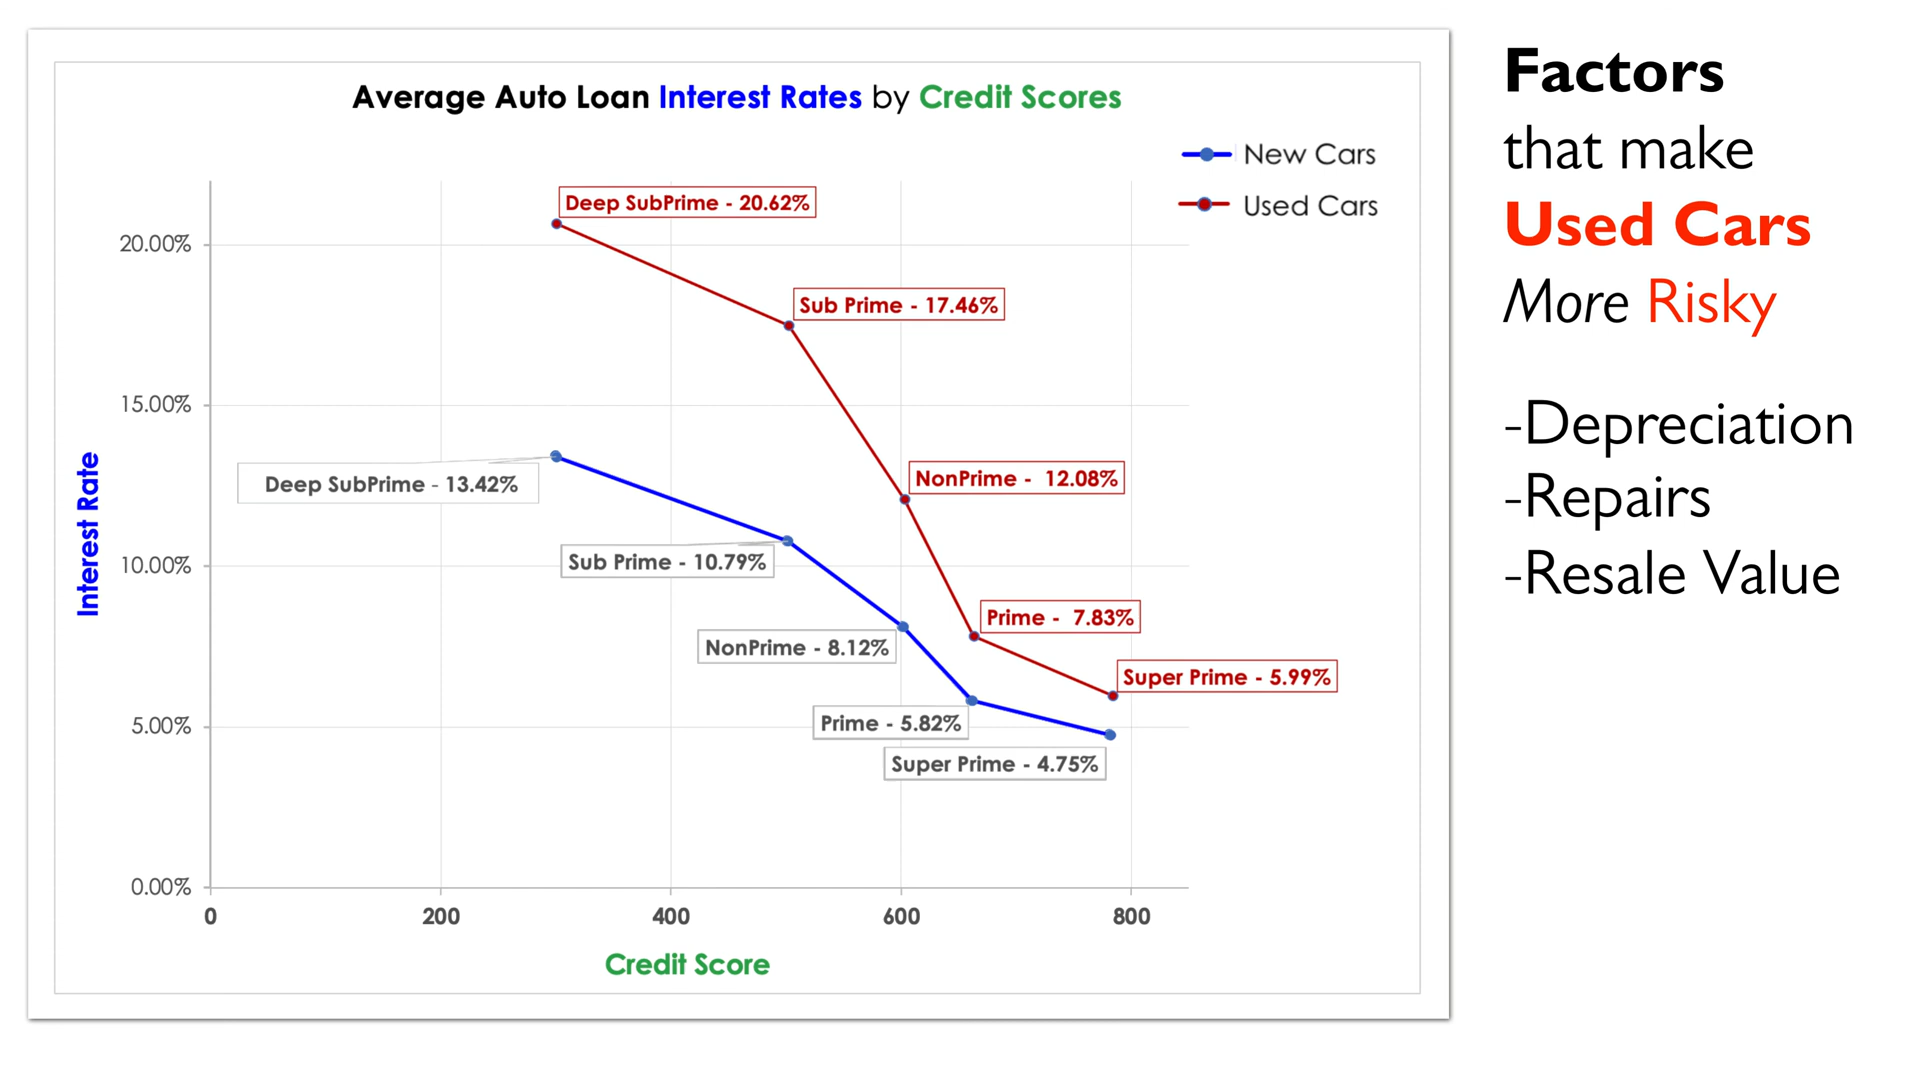 Average Auto Loan Interest Rates by Credit Scores
New Cars
Used Cars
Deep SubPrime - 20.62%
Sub Prime - 17.46%
NonPrime - 12.08%
Prime - 7.83%
Super Prime - 5.99%
Deep SubPrime - 13.42%
Sub Prime - 10.79%
NonPrime - 8.12%
Prime - 5.82%
Super Prime - 4.75%
Interest Rate
20.00%
15.00%
10.00%
5.00%
0.00%
0 200 400 600 800
Credit Score
Factors
that make
Used Cars
More Risky
-Depreciation
-Repairs
-Resale Value